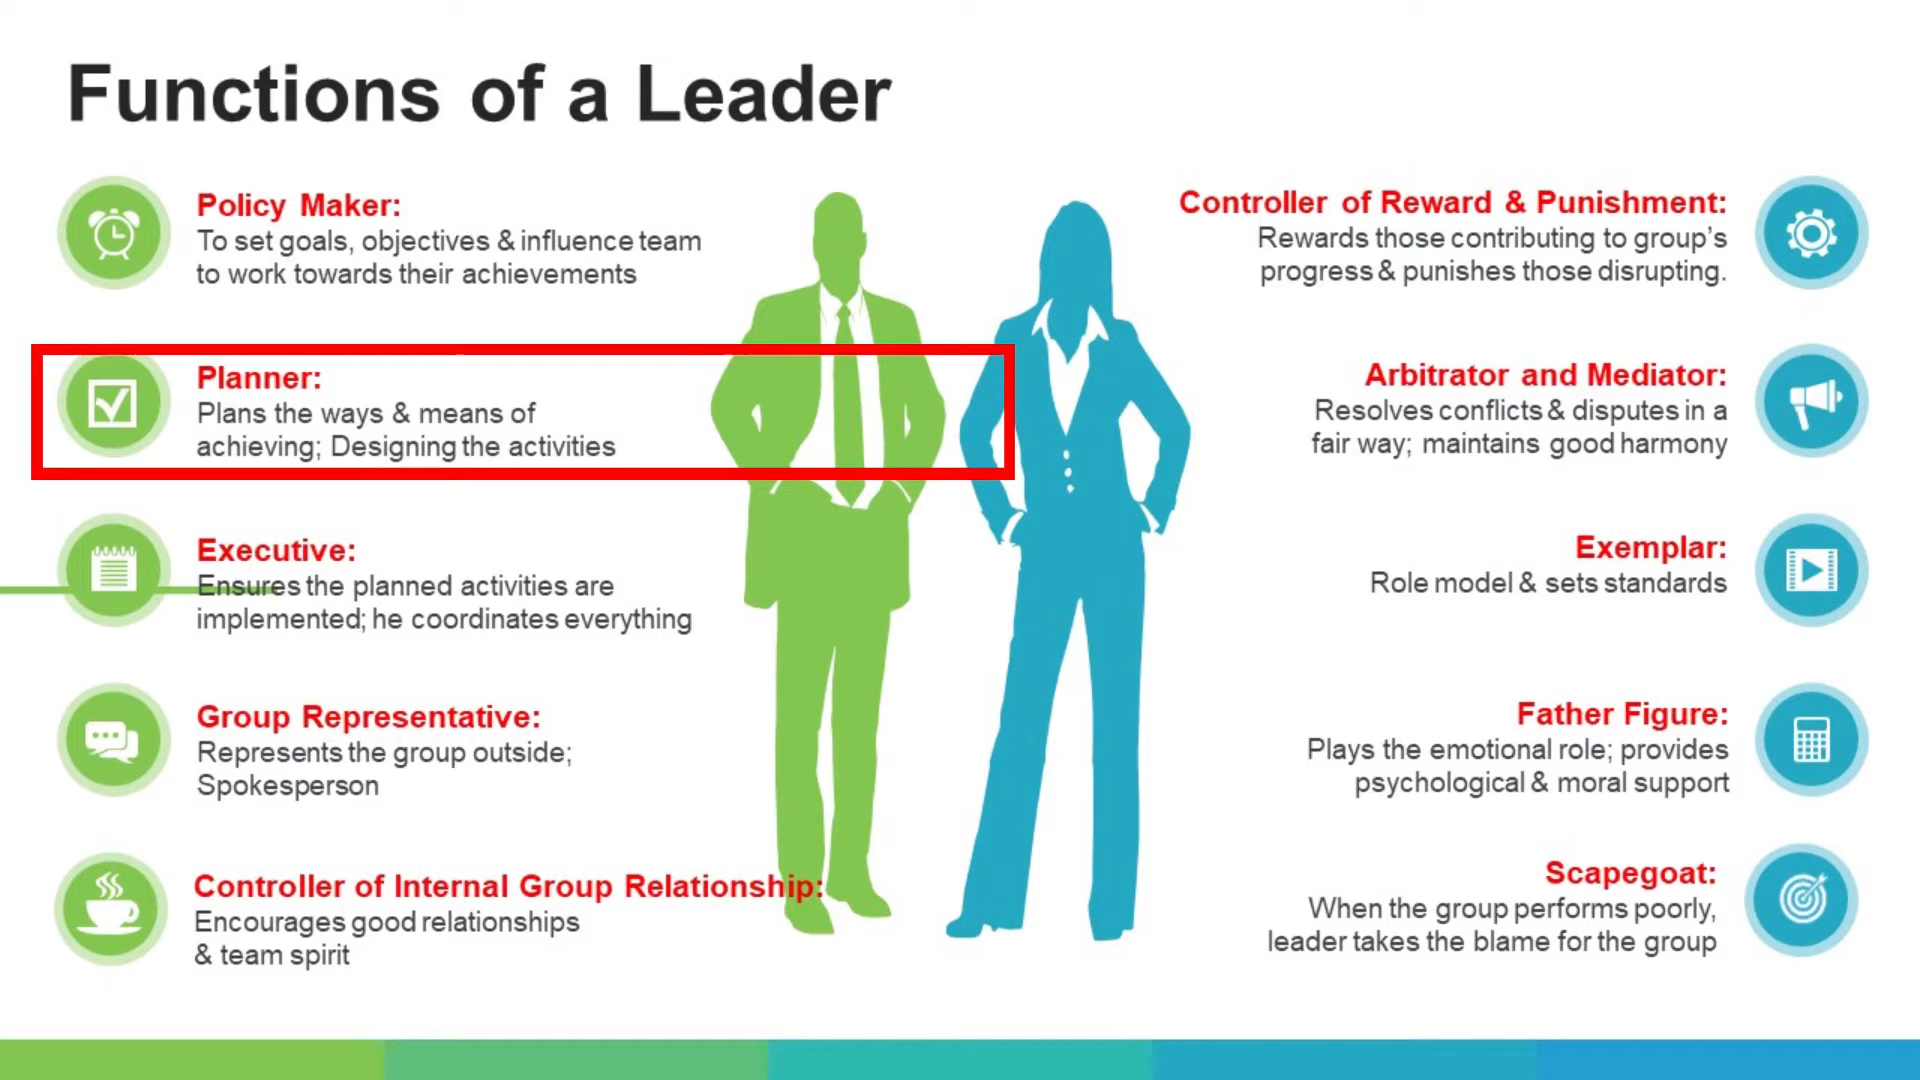 Functions of a Leader
Policy Maker:
To set goals, objectives & influence team
to work towards their achievements
Planner:
Plans the ways & means of
achieving; Designing the activities
Executive:
Ensures the planned activities are
implemented; he coordinates everything
Group Representative:
Represents the group outside;
Spokesperson
Controller of Internal Group Relationship:
Encourages good relationships
& team spirit
Controller of Reward & Punishment:
Rewards those contributing to group's
progress & punishes those disrupting.
Arbitrator and Mediator:
Resolves conflicts & disputes in a
fair way; maintains good harmony
Exemplar:
Role model & sets standards
Father Figure:
Plays the emotional role; provides
psychological & moral support
Scapegoat:
When the group performs poorly,
leader takes the blame for the group